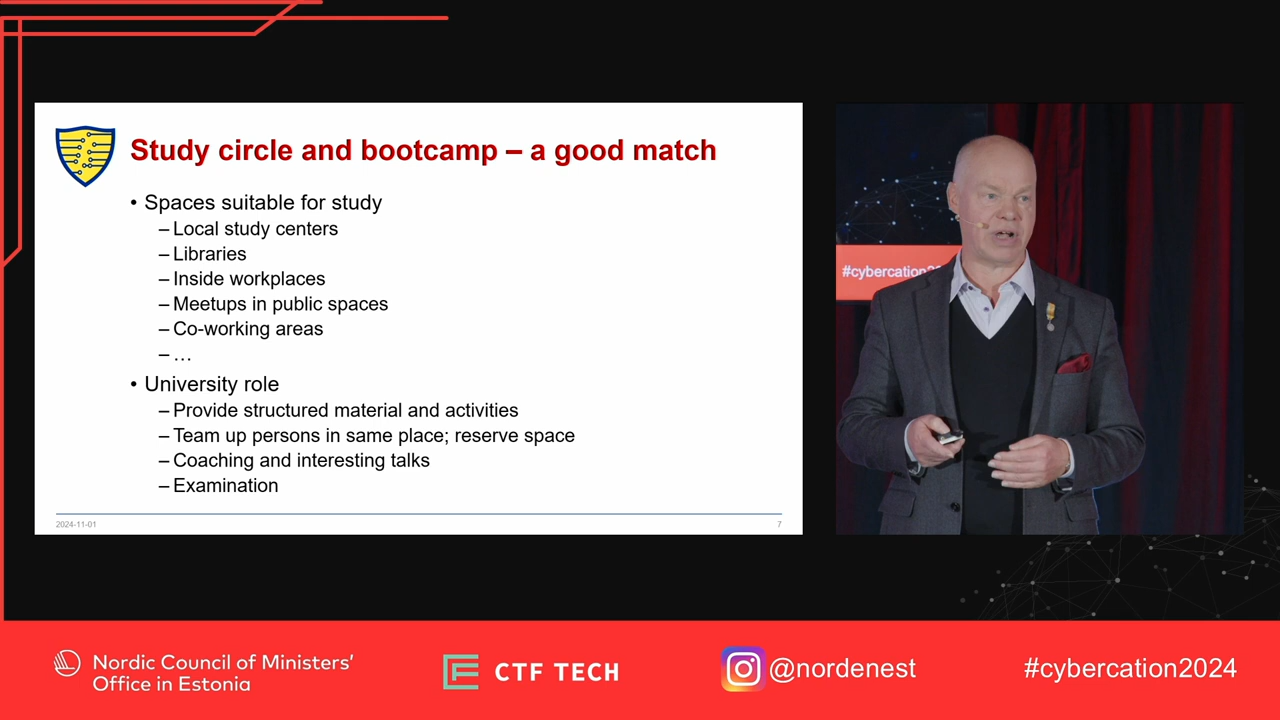 Study circle and bootcamp – a good match
• Spaces suitable for study
– Local study centers
– Libraries
– Inside workplaces
– Meetups in public spaces
– Co-working areas
– …
• University role
– Provide structured material and activities
– Team up persons in same place; reserve space
– Coaching and interesting talks
– Examination
2024-11-01
7
Nordic Council of Ministers'
Office in Estonia
CTF TECH
@nordenest
#cybercation2024